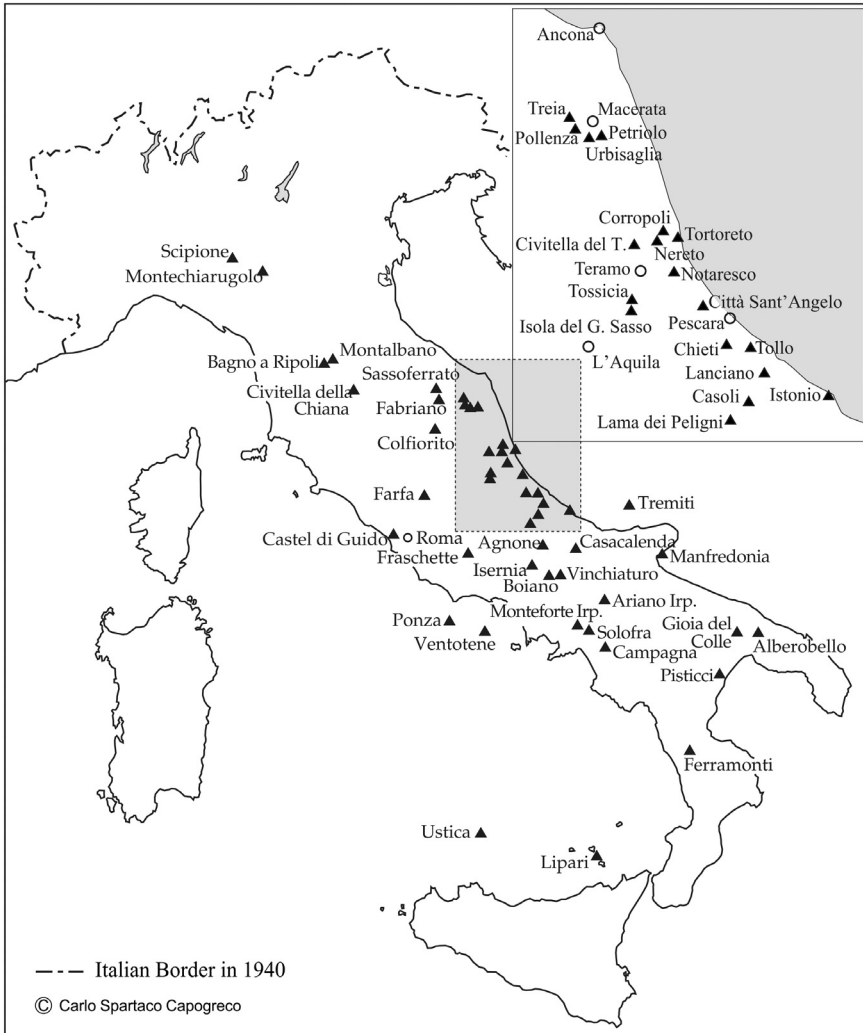 Ancona
Treia
Macerata
Pollenza
Petriolo
Urbisaglia
Corropoli
Civitella del T.
Tortoreto
Nereto
Teramo
Notaresco
Tossicia
Città Sant'Angelo
Isola del G. Sasso
Pescara
L'Aquila
Chieti
Tollo
Lanciano
Casoli
Istonio
Lama dei Peligni
Scipione
Montechiarugolo
Bagno a Ripoli
Montalbano
Sassoferrato
Civitella della
Chiana
Fabriano
Colfiorito
Farfa
Tremiti
Castel di Guido
Roma
Fraschette
Agnone
Casacalenda
Manfredonia
Isernia
Boiano
Vinchiaturo
Ariano Irp.
Ponza
Monteforte Irp.
Ventotene
Solofra
Gioia del
Colle
Alberobello
Campagna
Pisticci
Ferramonti
Ustica
Lipari
Italian Border in 1940
© Carlo Spartaco Capogreco